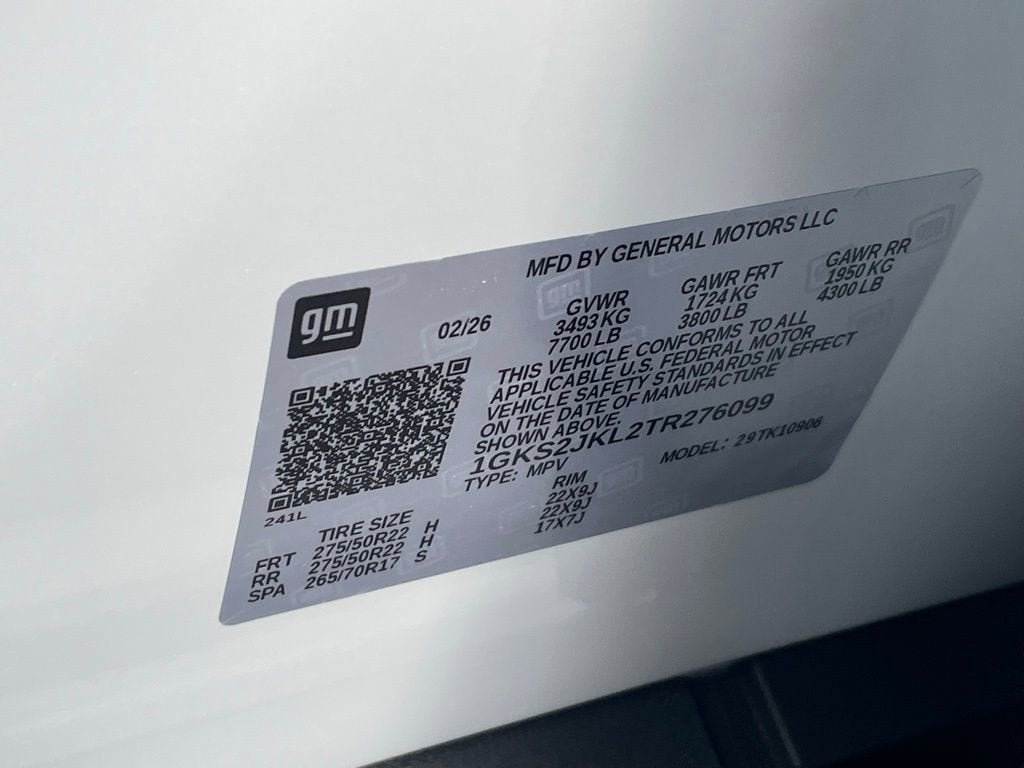 gm
MFD BY GENERAL MOTORS LLC
02/26
GVWR GAWR FRT GAWR RR
3493 KG 1724 KG 1950 KG
7700 LB 3800 LB 4300 LB
THIS VEHICLE CONFORMS TO ALL
APPLICABLE U.S. FEDERAL MOTOR
VEHICLE SAFETY STANDARDS IN EFFECT
ON THE DATE OF MANUFACTURE
SHOWN ABOVE.
1GKS2JKL2TR276099
TYPE: MPV MODEL: 29TK10906
241L
TIRE SIZE RIM
FRT 275/50R22 H 22X9J
RR 275/50R22 H 22X9J
SPA 265/70R17 S 17X7J